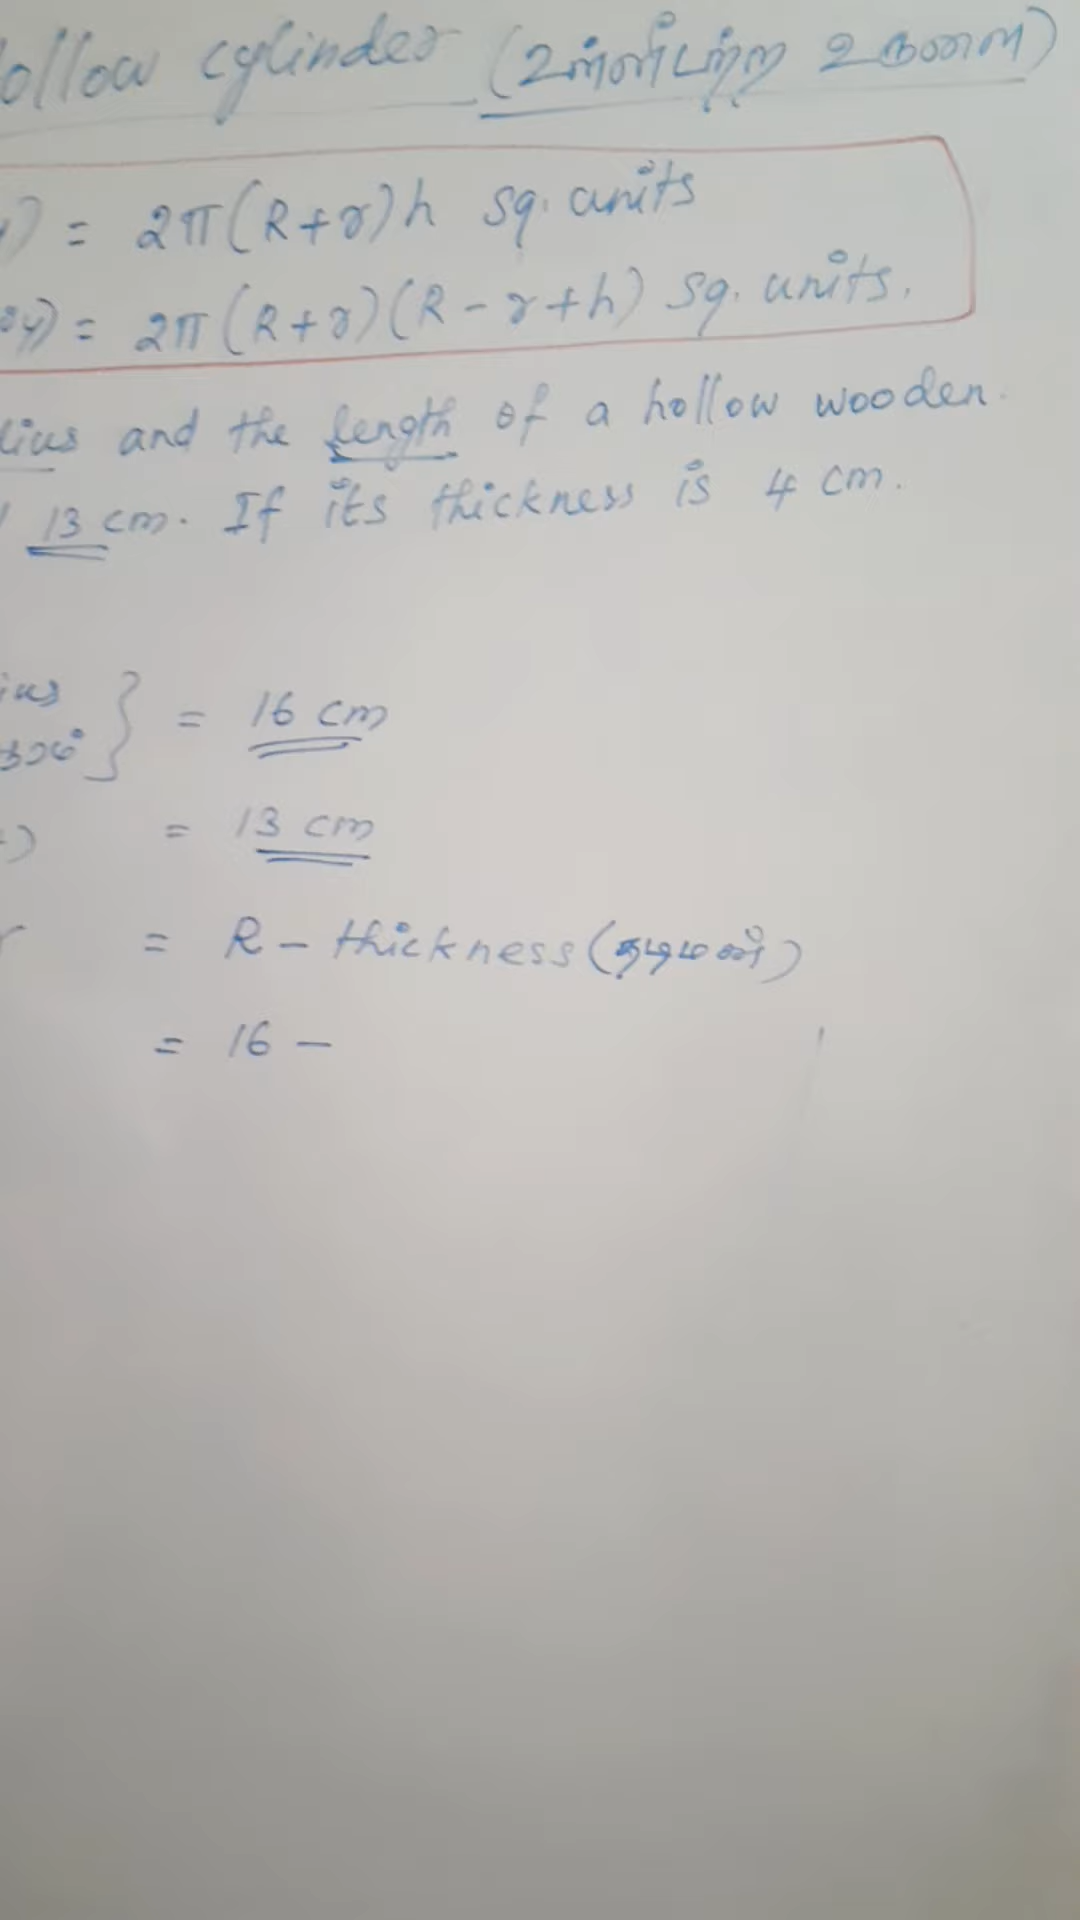 ollow cylinder (உள்ளீடற்ற உருளை)
) = 2π(R+r)h sq. units
) = 2π(R+r)(R-r+h) sq. units.
dius and the length of a hollow wooden
13 cm. If its thickness is 4 cm.
ius } = 16 cm
) = 13 cm
r = R - thickness (தடிமன்)
= 16 -